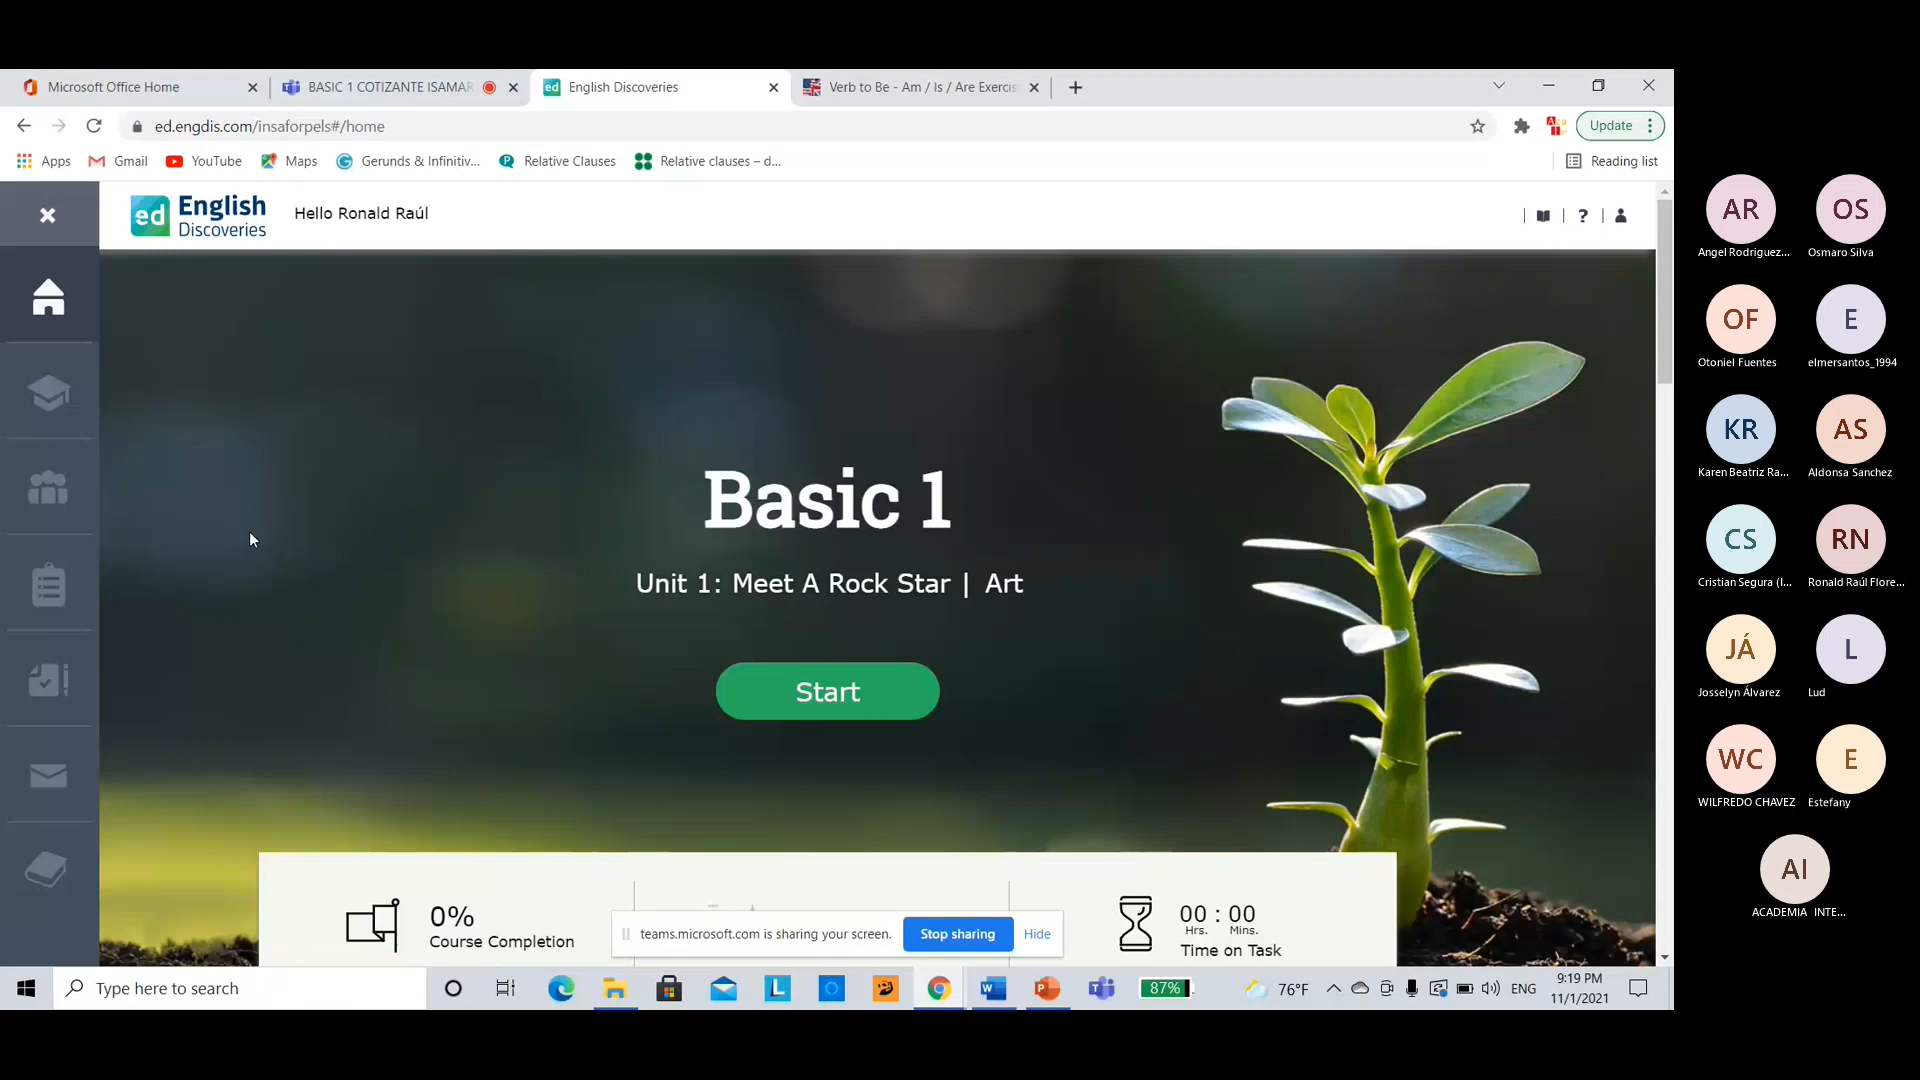 Microsoft Office Home
BASIC 1 COTIZANTE ISAMAR
English Discoveries
Verb to Be - Am / Is / Are Exercis
ed.engdis.com/insaforpels#/home
Update
Apps
Gmail
YouTube
Maps
Gerunds & Infinitiv...
Relative Clauses
Relative clauses – d...
Reading list
ed English Discoveries
Hello Ronald Raúl
Basic 1
Unit 1: Meet A Rock Star | Art
Start
0%
Course Completion
00 : 00
Hrs. Mins.
Time on Task
teams.microsoft.com is sharing your screen.
Stop sharing
Hide
Type here to search
87%
76°F
ENG
9:19 PM
11/1/2021
AR
Angel Rodriguez...
OS
Osmaro Silva
OF
Otoniel Fuentes
E
elmersantos_1994
KR
Karen Beatriz Ra...
AS
Aldonsa Sanchez
CS
Cristian Segura (I...
RN
Ronald Raúl Flore...
JÁ
Josselyn Álvarez
L
Lud
WC
WILFREDO CHAVEZ
E
Estefany
AI
ACADEMIA INTE...